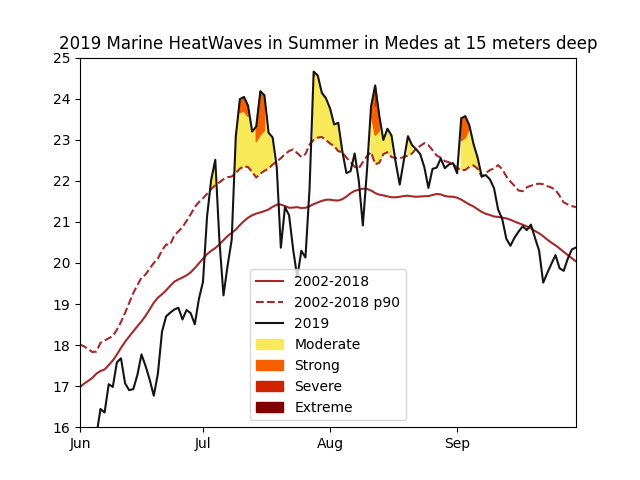 2019 Marine HeatWaves in Summer in Medes at 15 meters deep
25
24
23
22
21
20
19
18
17
16
Jun
Jul
Aug
Sep
2002-2018
2002-2018 p90
2019
Moderate
Strong
Severe
Extreme